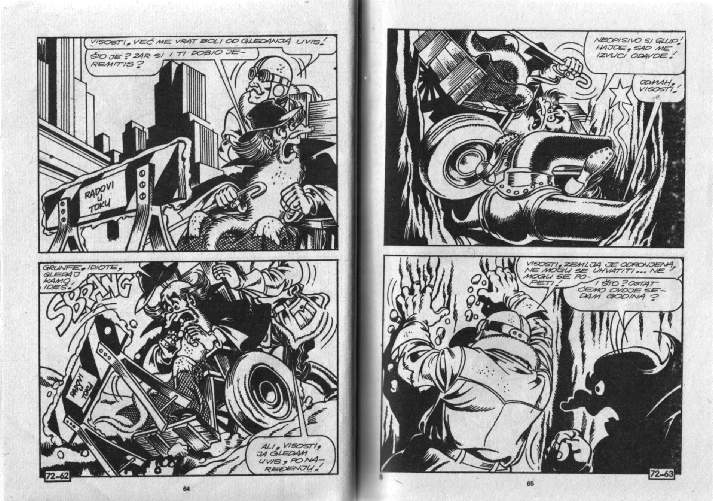 VISOSTI, VEĆ ME VRAT BOLI OD GLEDANJA UVIS!
ŠTO JE? ZAR SI I TI DOBIO JE-
REMITIS?
RADOVI
U
TOKU
GRUNFE, IDIOTE,
GLEDAJ
KAMO
IDEŠ!
SBRANG
RADOVI
U
TOKU
ALI, VISOSTI,
JA GLEDAM
UVIS, PO NA-
REĐENJU!
72-62
64
NEOPISIVO SI GLUP!
HAJDE, SAD ME
IZVUCI ODAVDE!
ODMAH,
VISOSTI!
VISOSTI, ZEMLJA JE ODRONJENA,
NE MOGU SE UHVATITI... NE
MOGU SE PO-
PETI!
ŠTO? OSTAT
ĆEMO OVDJE SE-
DAM GODINA?
65
72-63